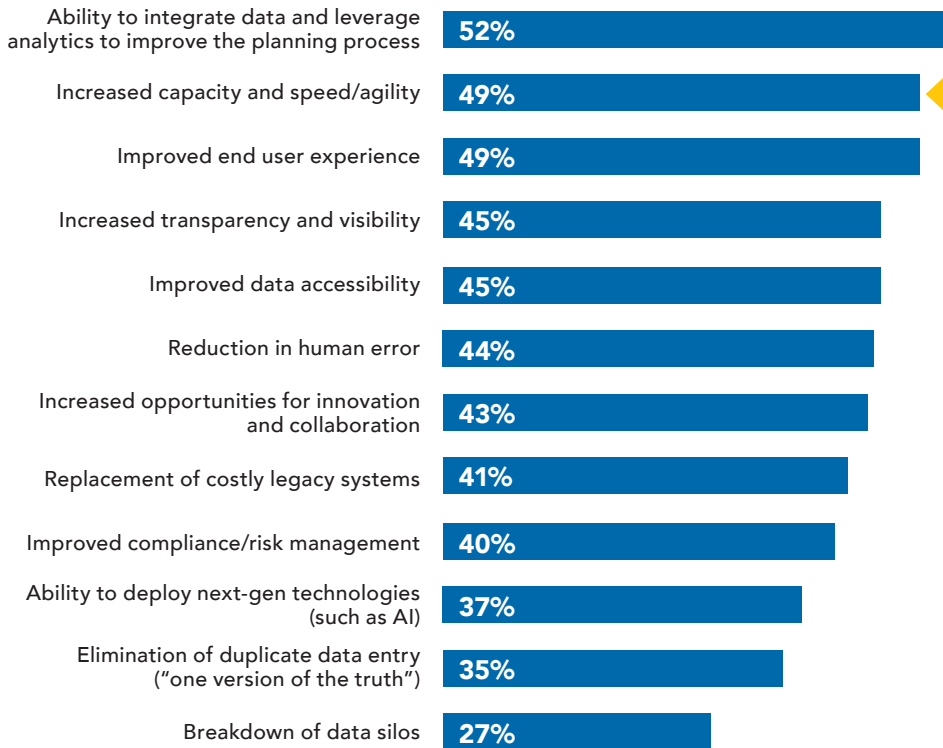 Ability to integrate data and leverage
analytics to improve the planning process
52%
Increased capacity and speed/agility
49%
Improved end user experience
49%
Increased transparency and visibility
45%
Improved data accessibility
45%
Reduction in human error
44%
Increased opportunities for innovation
and collaboration
43%
Replacement of costly legacy systems
41%
Improved compliance/risk management
40%
Ability to deploy next-gen technologies
(such as AI)
37%
Elimination of duplicate data entry
(“one version of the truth”)
35%
Breakdown of data silos
27%